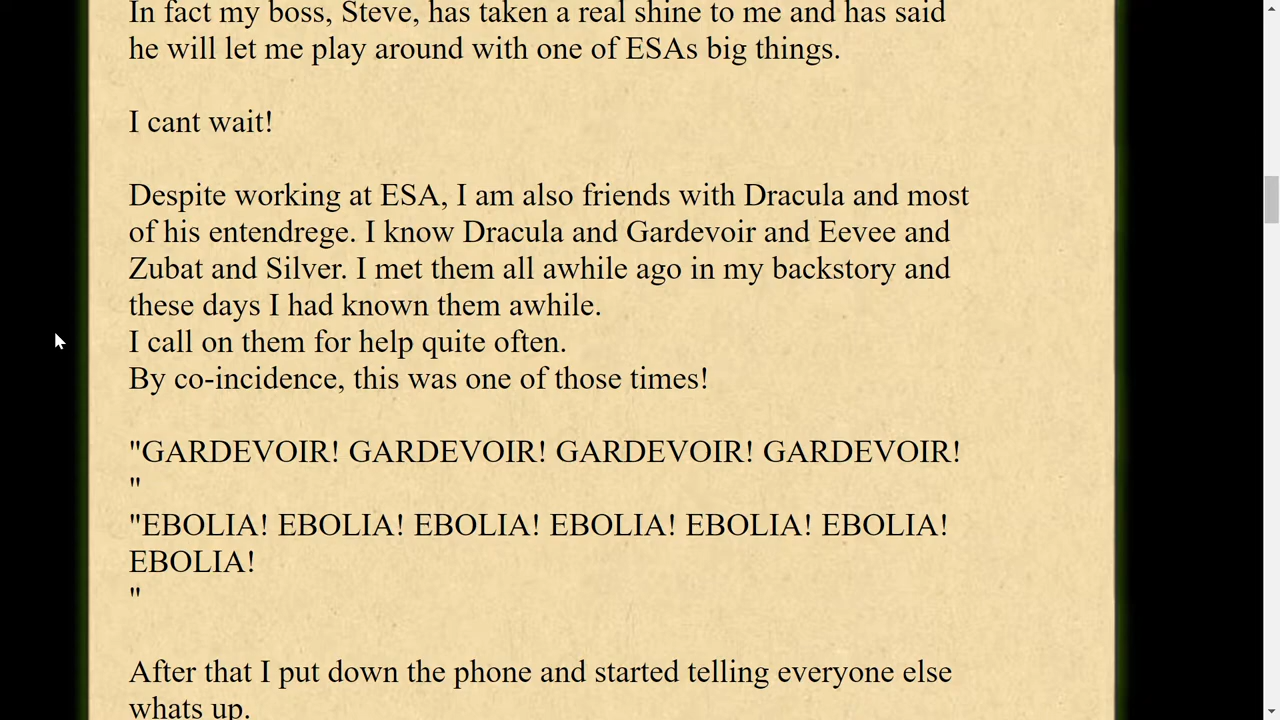 In fact my boss, Steve, has taken a real shine to me and has said
he will let me play around with one of ESAs big things.
I cant wait!
Despite working at ESA, I am also friends with Dracula and most
of his entendrege. I know Dracula and Gardevoir and Eevee and
Zubat and Silver. I met them all awhile ago in my backstory and
these days I had known them awhile.
I call on them for help quite often.
By co-incidence, this was one of those times!
"GARDEVOIR! GARDEVOIR! GARDEVOIR! GARDEVOIR!
"
"EBOLIA! EBOLIA! EBOLIA! EBOLIA! EBOLIA! EBOLIA!
EBOLIA!
"
After that I put down the phone and started telling everyone else
whats up.